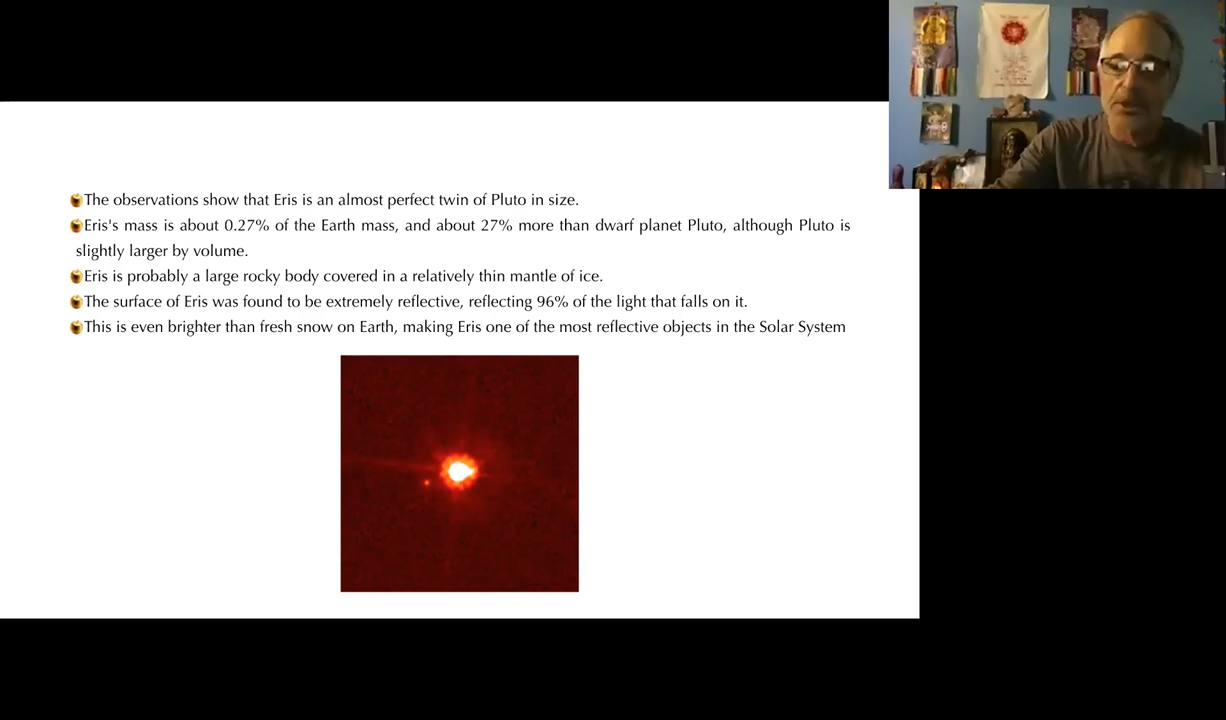 The observations show that Eris is an almost perfect twin of Pluto in size.
Eris's mass is about 0.27% of the Earth mass, and about 27% more than dwarf planet Pluto, although Pluto is
slightly larger by volume.
Eris is probably a large rocky body covered in a relatively thin mantle of ice.
The surface of Eris was found to be extremely reflective, reflecting 96% of the light that falls on it.
This is even brighter than fresh snow on Earth, making Eris one of the most reflective objects in the Solar System